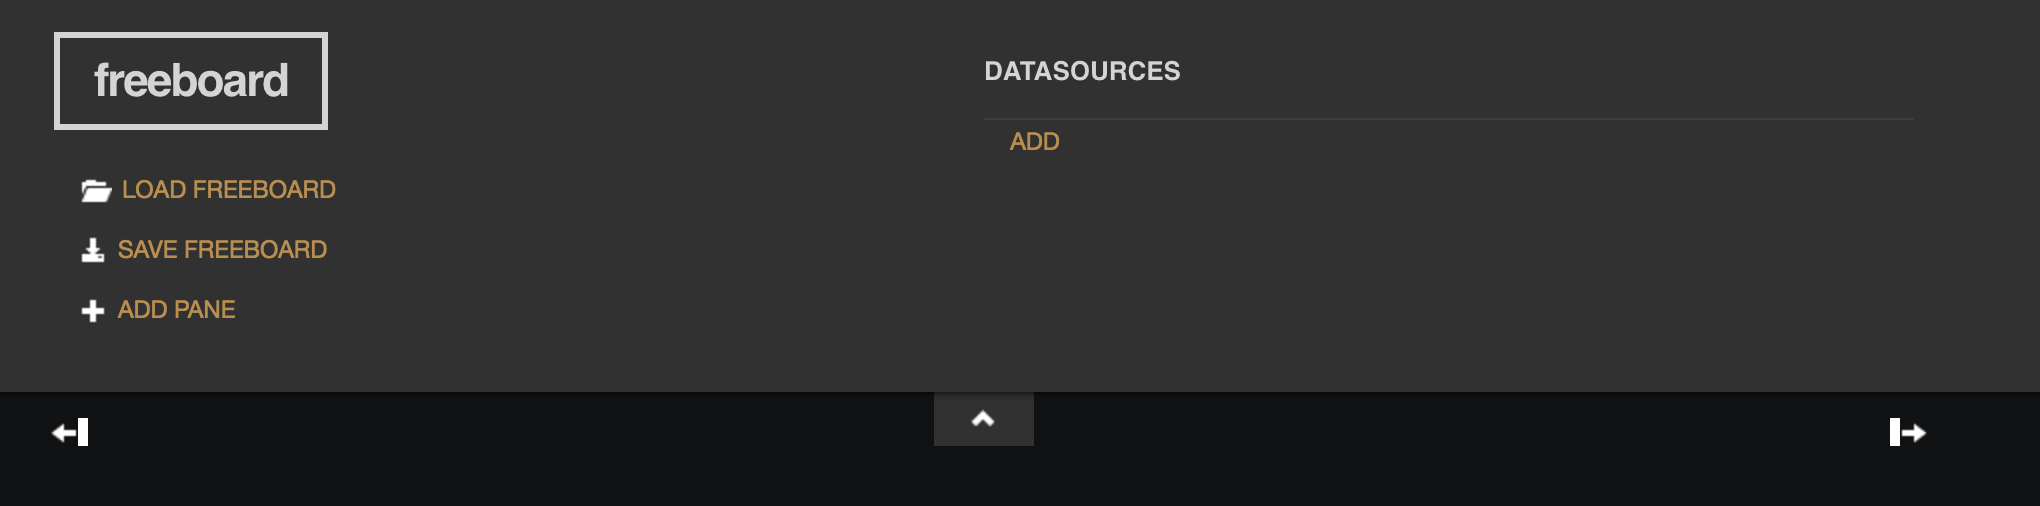 freeboard
LOAD FREEBOARD
SAVE FREEBOARD
ADD PANE
DATASOURCES
ADD